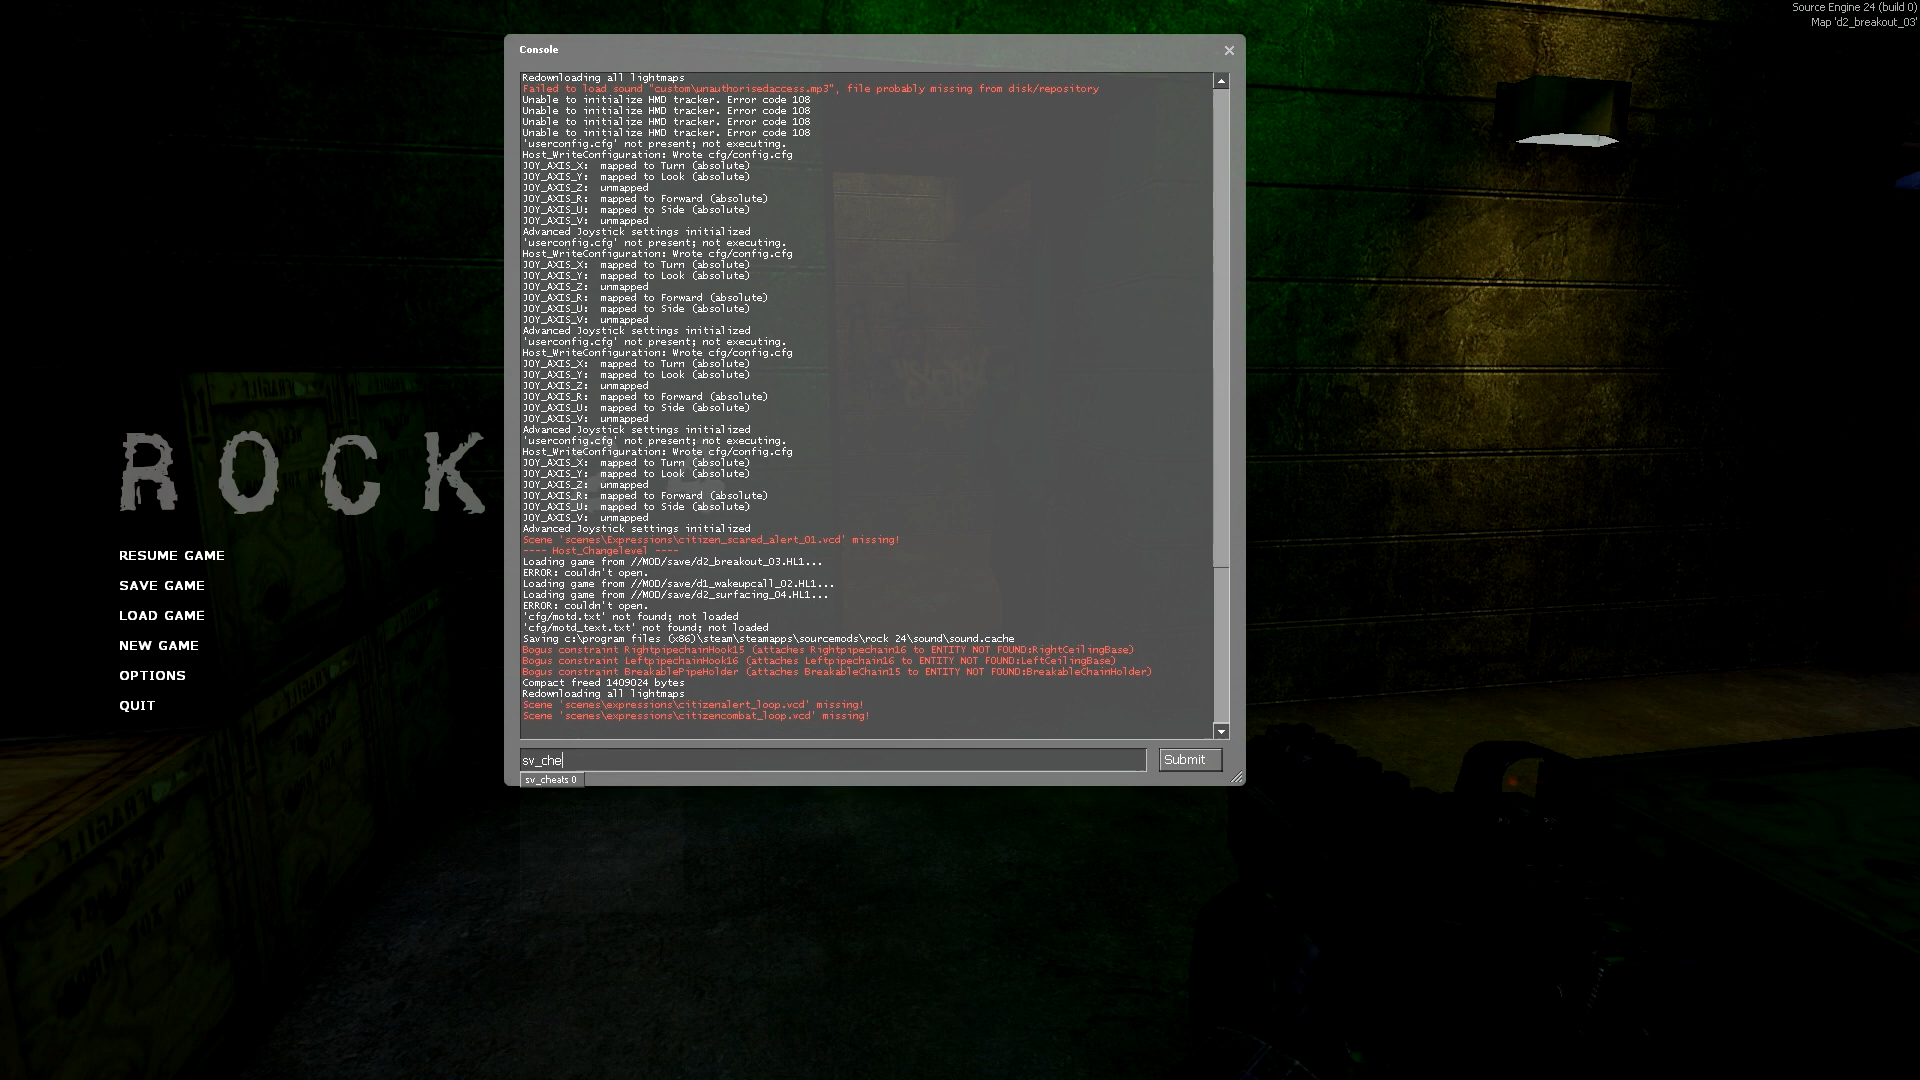 Source Engine 24 (build 0)
Map 'd2_breakout_03'
Console
Redownloading all lightmaps
Failed to load sound "custom\unauthorisedaccess.mp3", file probably missing from disk/repository
Unable to initialize HMD tracker. Error code 108
Unable to initialize HMD tracker. Error code 108
Unable to initialize HMD tracker. Error code 108
Unable to initialize HMD tracker. Error code 108
'userconfig.cfg' not present; not executing.
Host_WriteConfiguration: Wrote cfg/config.cfg
JOY_AXIS_X:  mapped to Turn (absolute)
JOY_AXIS_Y:  mapped to Look (absolute)
JOY_AXIS_Z:  unmapped
JOY_AXIS_R:  mapped to Forward (absolute)
JOY_AXIS_U:  mapped to Side (absolute)
JOY_AXIS_V:  unmapped
Advanced Joystick settings initialized
'userconfig.cfg' not present; not executing.
Host_WriteConfiguration: Wrote cfg/config.cfg
JOY_AXIS_X:  mapped to Turn (absolute)
JOY_AXIS_Y:  mapped to Look (absolute)
JOY_AXIS_Z:  unmapped
JOY_AXIS_R:  mapped to Forward (absolute)
JOY_AXIS_U:  mapped to Side (absolute)
JOY_AXIS_V:  unmapped
Advanced Joystick settings initialized
'userconfig.cfg' not present; not executing.
Host_WriteConfiguration: Wrote cfg/config.cfg
JOY_AXIS_X:  mapped to Turn (absolute)
JOY_AXIS_Y:  mapped to Look (absolute)
JOY_AXIS_Z:  unmapped
JOY_AXIS_R:  mapped to Forward (absolute)
JOY_AXIS_U:  mapped to Side (absolute)
JOY_AXIS_V:  unmapped
Advanced Joystick settings initialized
'userconfig.cfg' not present; not executing.
Host_WriteConfiguration: Wrote cfg/config.cfg
JOY_AXIS_X:  mapped to Turn (absolute)
JOY_AXIS_Y:  mapped to Look (absolute)
JOY_AXIS_Z:  unmapped
JOY_AXIS_R:  mapped to Forward (absolute)
JOY_AXIS_U:  mapped to Side (absolute)
JOY_AXIS_V:  unmapped
Advanced Joystick settings initialized
Scene 'scenes\Expressions\citizen_scared_alert_01.vcd' missing!
---- Host_Changelevel ----
Loading game from //MOD/save/d2_breakout_03.HL1...
ERROR: couldn't open.
Loading game from //MOD/save/d1_wakeupcall_02.HL1...
Loading game from //MOD/save/d2_surfacing_04.HL1...
ERROR: couldn't open.
'cfg/motd.txt' not found; not loaded
'cfg/motd_text.txt' not found; not loaded
Saving c:\program files (x86)\steam\steamapps\sourcemods\rock 24\sound\sound.cache
Bogus constraint RightpipechainHook15 (attaches Rightpipechain16 to ENTITY NOT FOUND:RightCeilingBase)
Bogus constraint LeftpipechainHook16 (attaches Leftpipechain16 to ENTITY NOT FOUND:LeftCeilingBase)
Bogus constraint BreakablePipeHolder (attaches BreakableChain15 to ENTITY NOT FOUND:BreakableChainHolder)
Compact freed 1409024 bytes
Redownloading all lightmaps
Scene 'scenes\expressions\citizenalert_loop.vcd' missing!
Scene 'scenes\expressions\citizencombat_loop.vcd' missing!
sv_che
Submit
sv_cheats 0
ROCK
RESUME GAME
SAVE GAME
LOAD GAME
NEW GAME
OPTIONS
QUIT